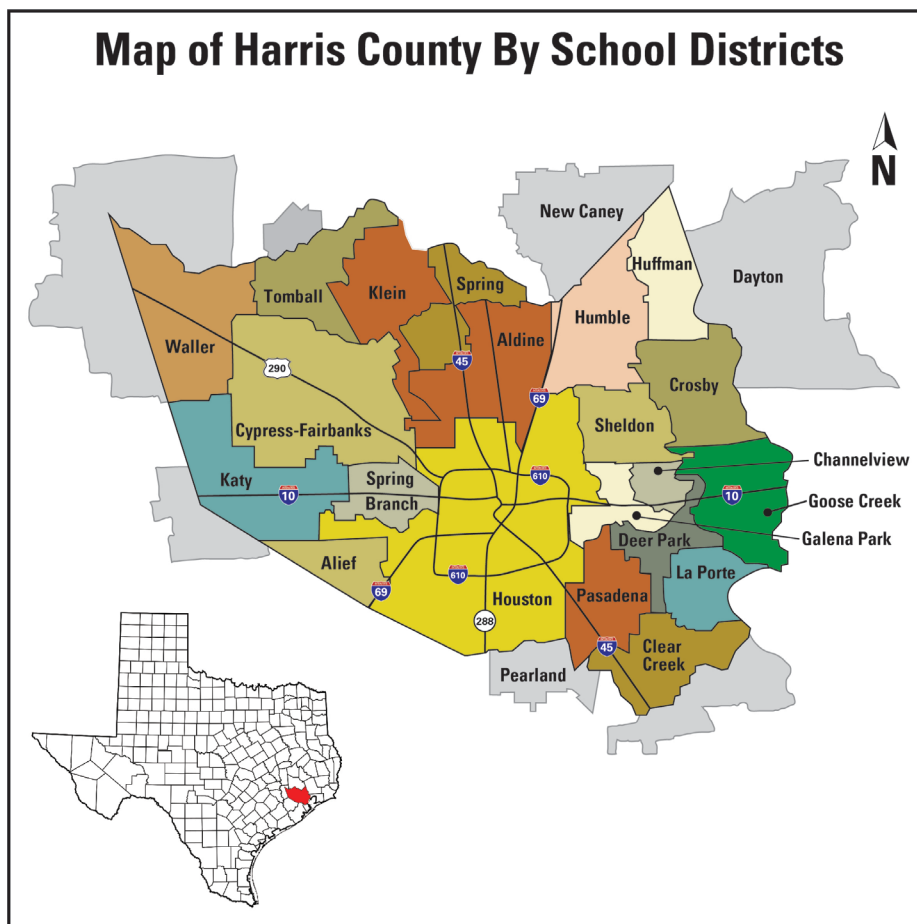 Map of Harris County By School Districts
N
New Caney
Huffman
Dayton
Spring
Klein
Tomball
Humble
Aldine
Waller
45
290
Crosby
69
Sheldon
Cypress-Fairbanks
Channelview
Katy
Spring
Branch
610
10
10
Goose Creek
Galena Park
Deer Park
Alief
La Porte
610
69
Houston
Pasadena
288
45
Clear
Creek
Pearland